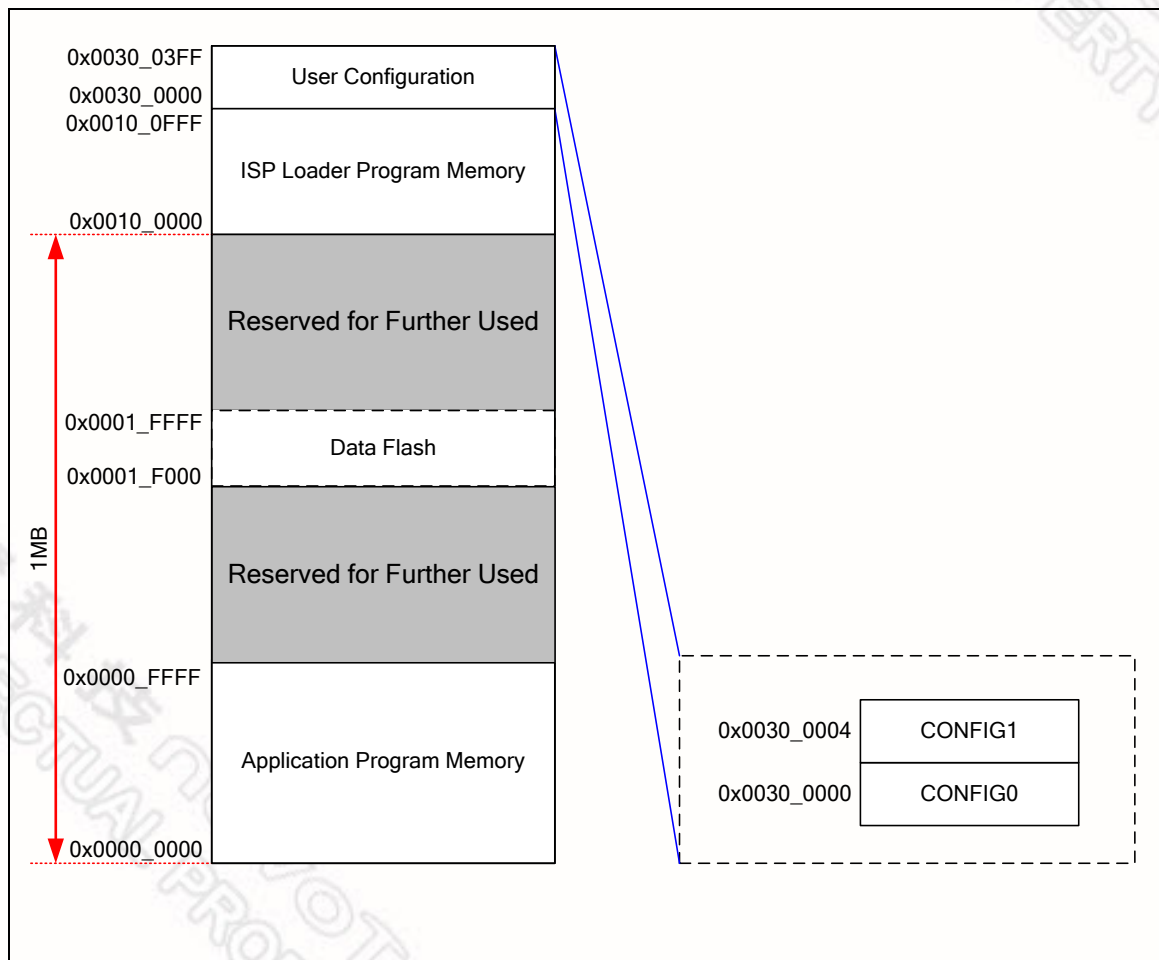 0x0030_03FF
User Configuration
0x0030_0000
0x0010_0FFF
ISP Loader Program Memory
0x0010_0000
Reserved for Further Used
0x0001_FFFF
Data Flash
0x0001_F000
1MB
Reserved for Further Used
0x0000_FFFF
Application Program Memory
0x0000_0000
0x0030_0004 CONFIG1
0x0030_0000 CONFIG0